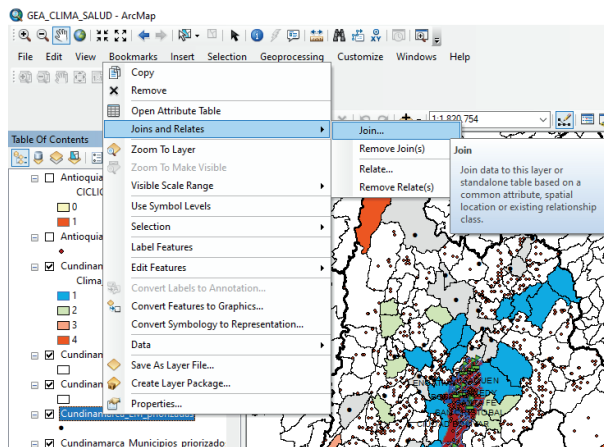 GEA_CLIMA_SALUD - ArcMap
File Edit View Bookmarks Insert Selection Geoprocessing Customize Windows Help
1:1.820.754
Table Of Contents
Copy
Remove
Open Attribute Table
Joins and Relates
Zoom To Layer
Zoom To Make Visible
Visible Scale Range
Use Symbol Levels
Selection
Label Features
Edit Features
Convert Labels to Annotation...
Convert Features to Graphics...
Convert Symbology to Representation...
Data
Save As Layer File...
Create Layer Package...
Properties...
Join...
Remove Join(s)
Relate...
Remove Relate(s)
Join
Join data to this layer or
standalone table based on a
common attribute, spatial
location or existing relationship
class.
Antioquia
CICLIC
0
1
Antioquia
Cundinam
Clima_
1
2
3
4
Cundinam
Cundinam
Cundinamarca_EM_priorizadas
Cundinamarca Municipios priorizado